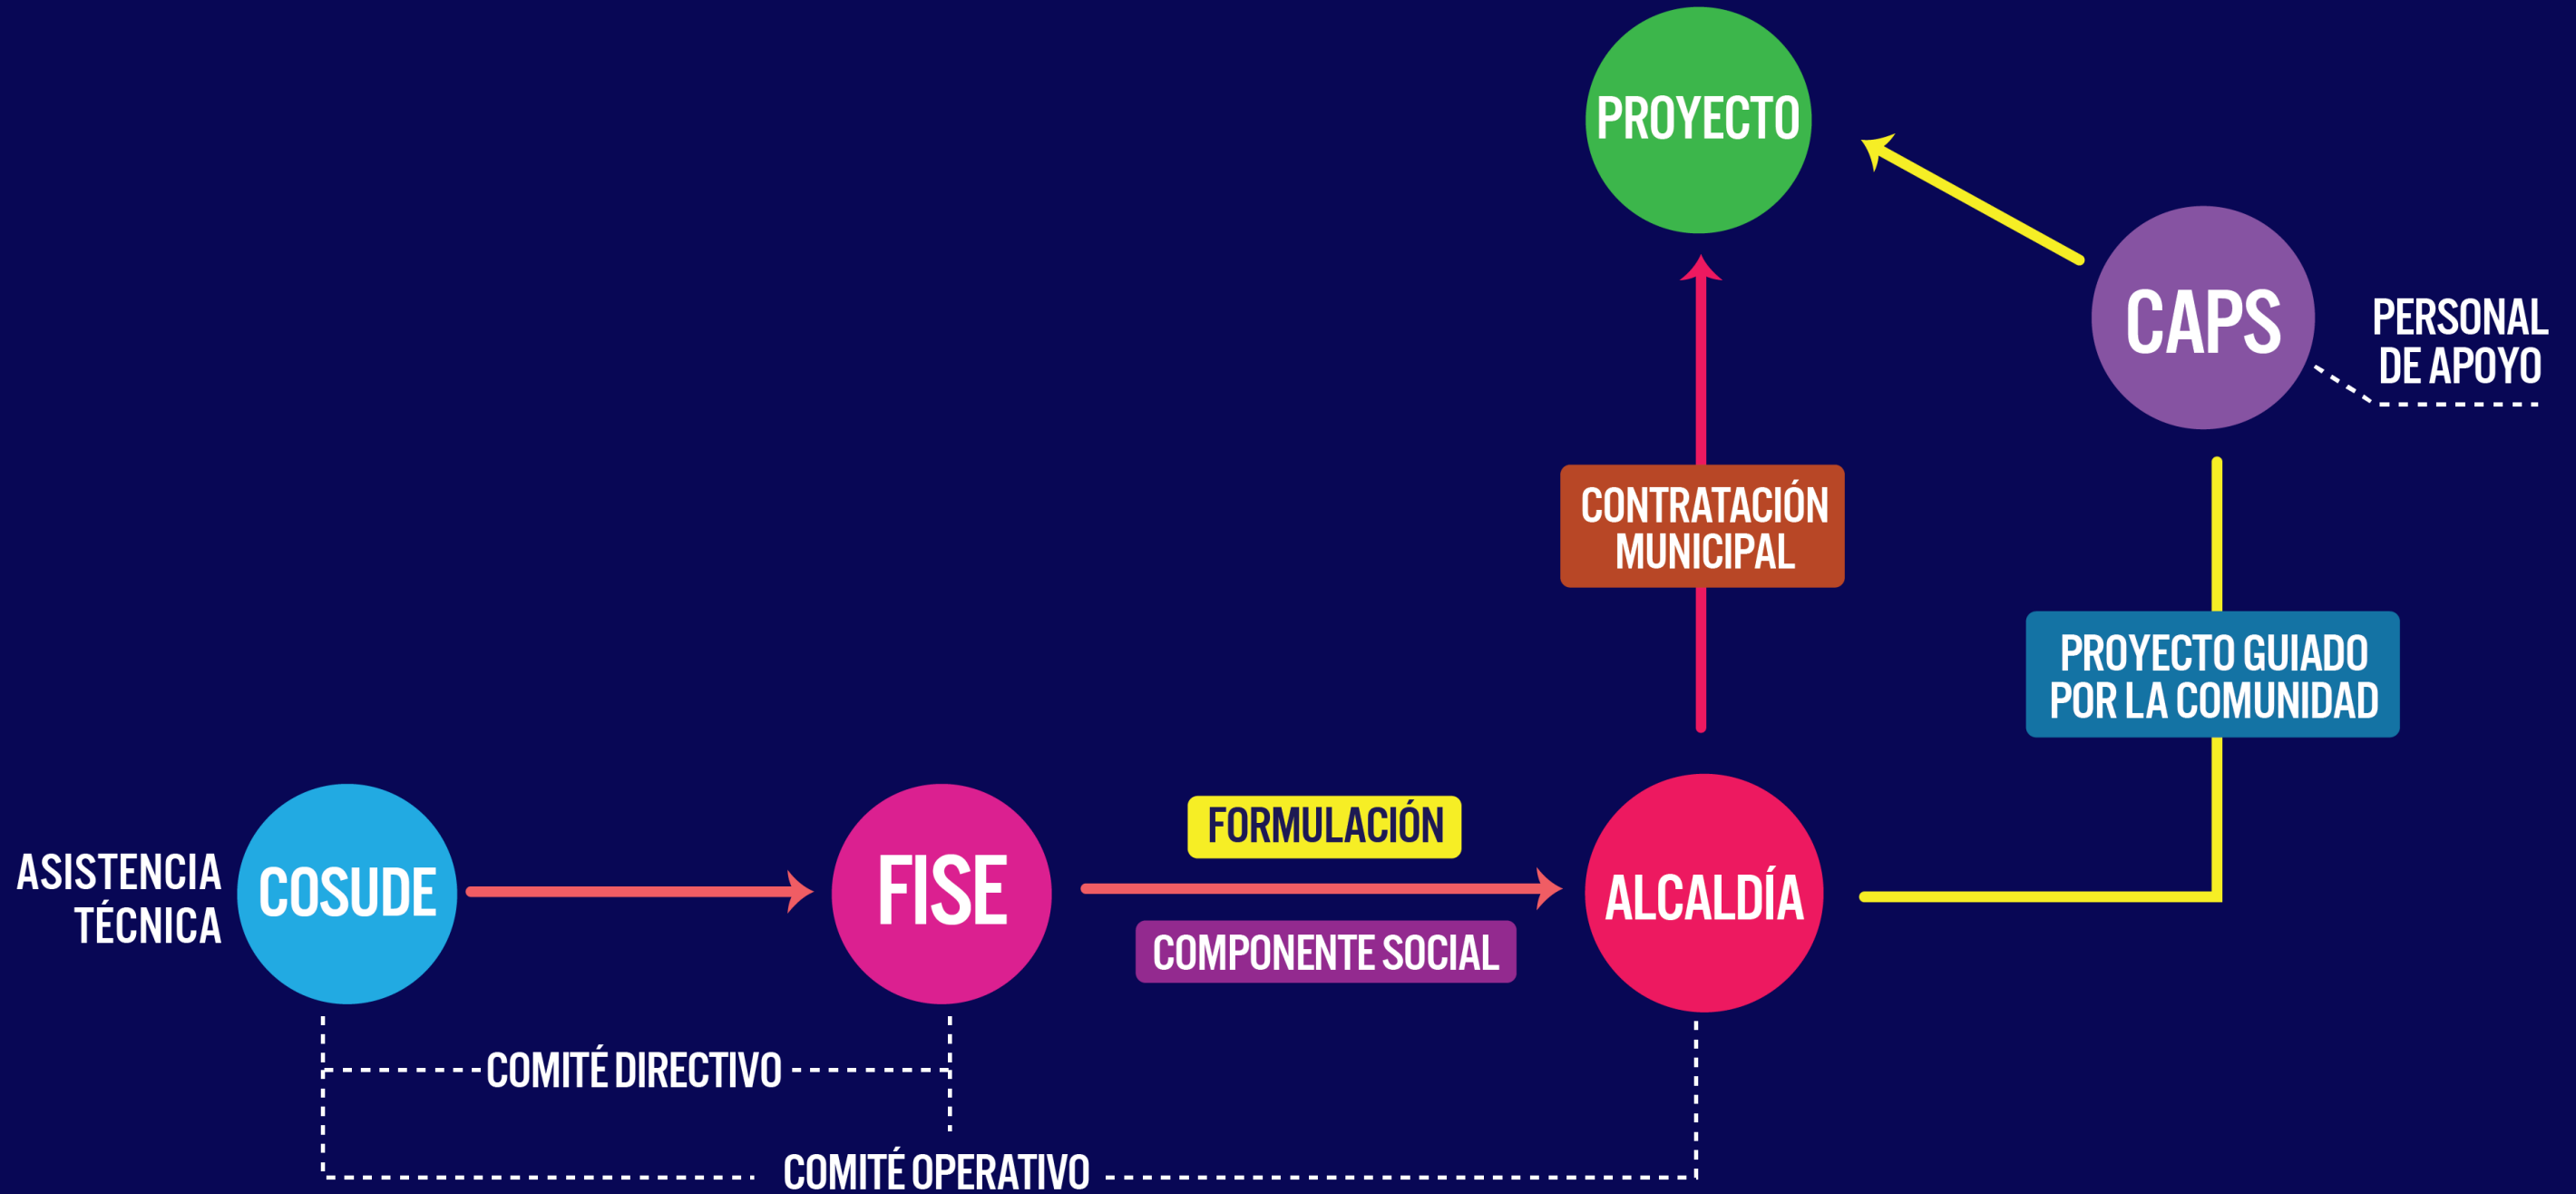 PROYECTO
CAPS
PERSONAL
DE APOYO
CONTRATACIÓN
MUNICIPAL
PROYECTO GUIADO
POR LA COMUNIDAD
ASISTENCIA
TÉCNICA
COSUDE
FISE
FORMULACIÓN
COMPONENTE SOCIAL
ALCALDÍA
COMITÉ DIRECTIVO
COMITÉ OPERATIVO